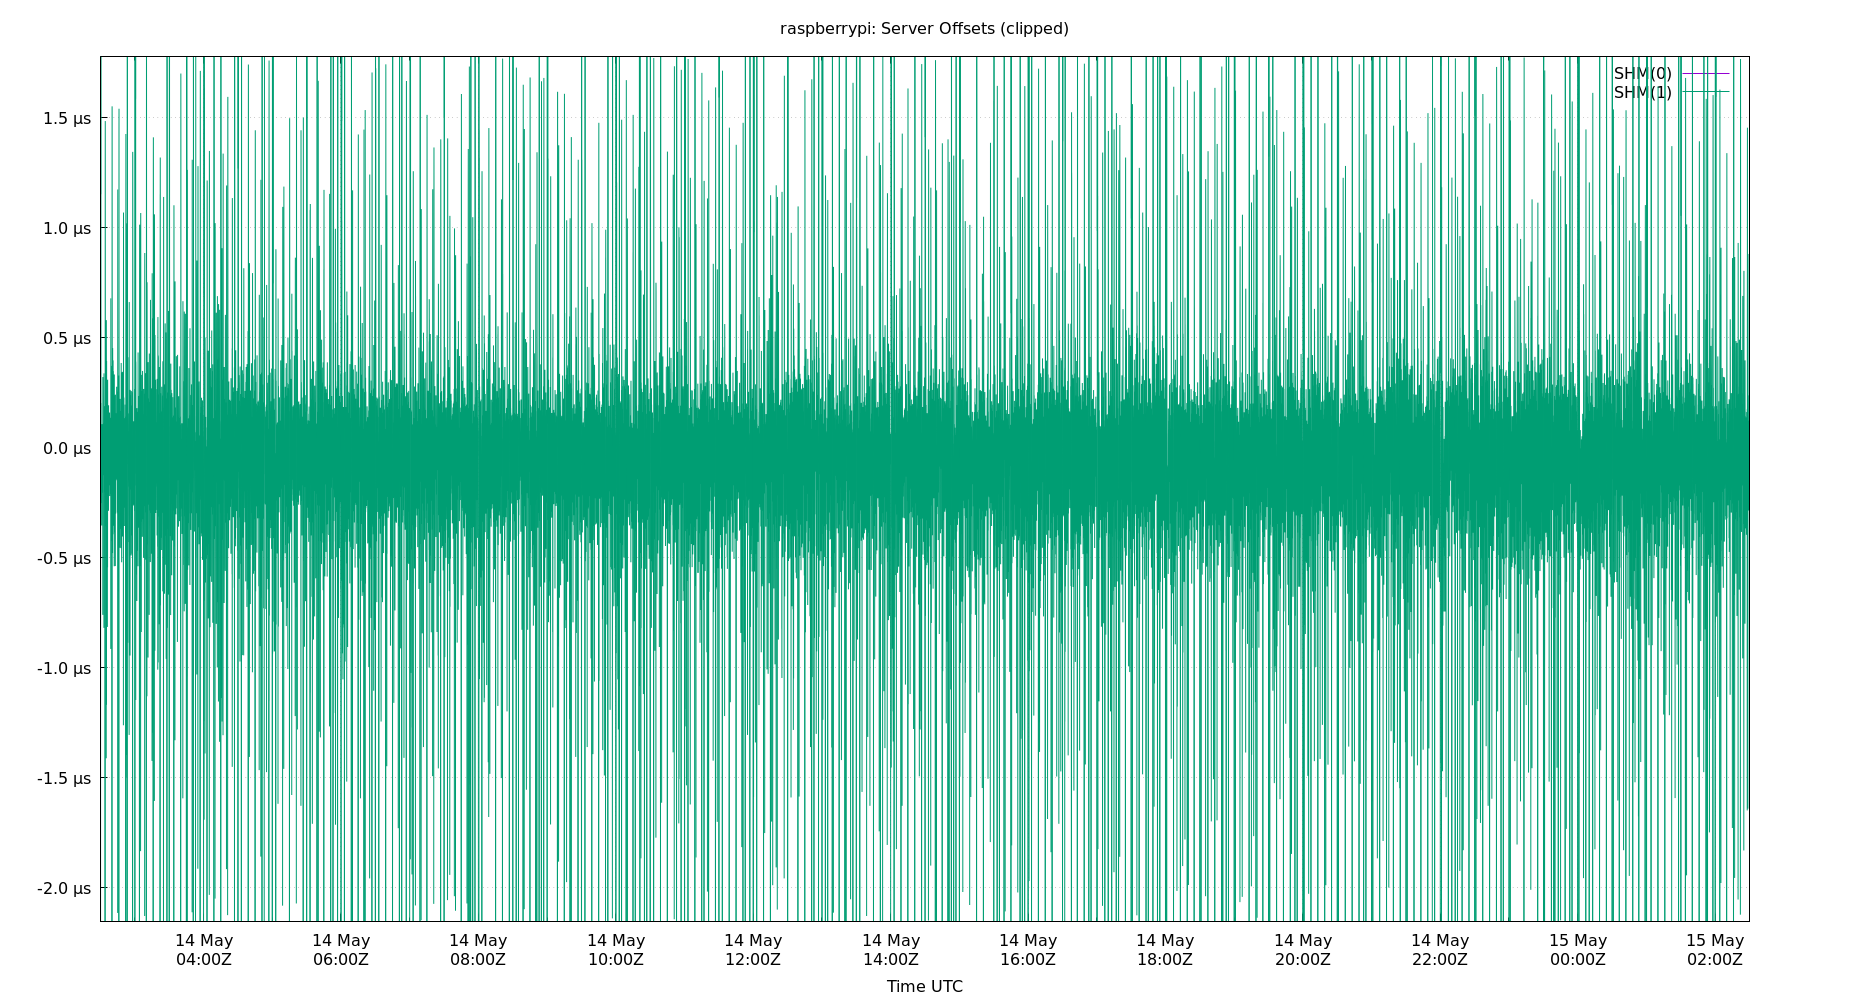 raspberrypi: Server Offsets (clipped)
SHM(0)
SHM(1)
1.5 µs
1.0 µs
0.5 µs
0.0 µs
-0.5 µs
-1.0 µs
-1.5 µs
-2.0 µs
14 May 14 May 14 May 14 May 14 May 14 May 14 May 14 May 14 May 14 May 15 May 15 May
04:00Z 06:00Z 08:00Z 10:00Z 12:00Z 14:00Z 16:00Z 18:00Z 20:00Z 22:00Z 00:00Z 02:00Z
Time UTC